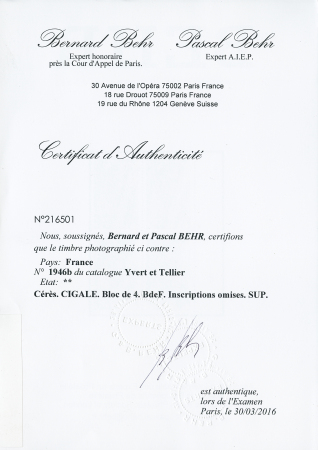 Bernard Behr Pascal Behr
Expert honoraire Expert A.I.E.P.
près la Cour d'Appel de Paris.
30 Avenue de l'Opéra 75002 Paris France
18 rue Drouot 75009 Paris France
19 rue du Rhône 1204 Genève Suisse
Certificat d'Authenticité
N°216501
Nous, soussignés, Bernard et Pascal BEHR, certifions
que le timbre photographié ci contre :
Pays: France
N° 1946b du catalogue Yvert et Tellier
Etat: **
Cérès. CIGALE. Bloc de 4. BdeF. Inscriptions omises. SUP.
est authentique,
lors de l'Examen
Paris, le 30/03/2016